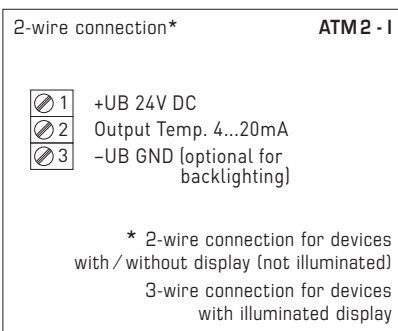 2-wire connection* ATM 2 - I
1 +UB 24V DC
2 Output Temp. 4...20mA
3 –UB GND (optional for
backlighting)
* 2-wire connection for devices
with / without display (not illuminated)
3-wire connection for devices
with illuminated display